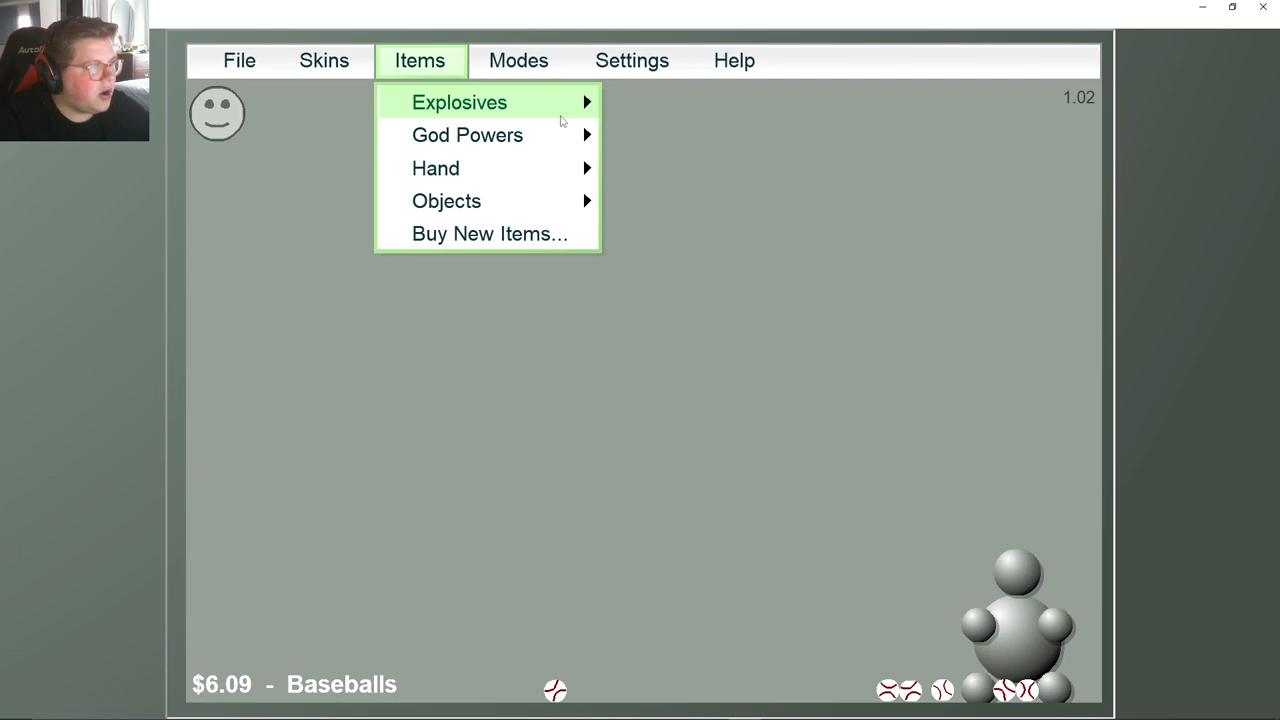 File Skins Items Modes Settings Help
Explosives
1.02
God Powers
Hand
Objects
Buy New Items...
$6.09 - Baseballs